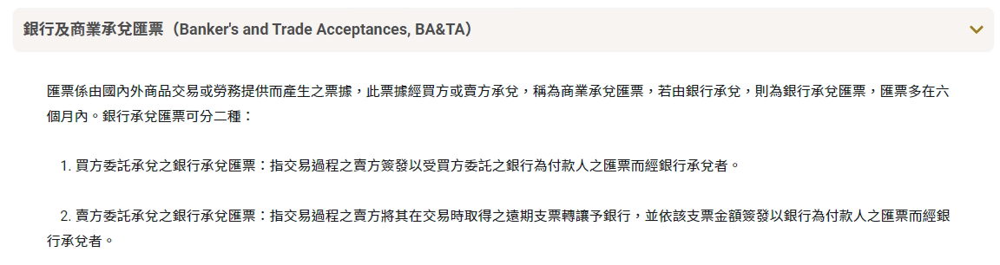 銀行及商業承兌匯票（Banker's and Trade Acceptances, BA&TA）
匯票係由國內外商品交易或勞務提供而產生之票據，此票據經買方或賣方承兌，稱為商業承兌匯票，若由銀行承兌，則為銀行承兌匯票，匯票多在六
個月內。銀行承兌匯票可分二種：
1. 買方委託承兌之銀行承兌匯票：指交易過程之賣方簽發以受買方委託之銀行為付款人之匯票而經銀行承兌者。
2. 賣方委託承兌之銀行承兌匯票：指交易過程之賣方將其在交易時取得之遠期支票轉讓予銀行，並依該支票金額簽發以銀行為付款人之匯票而經銀
行承兌者。